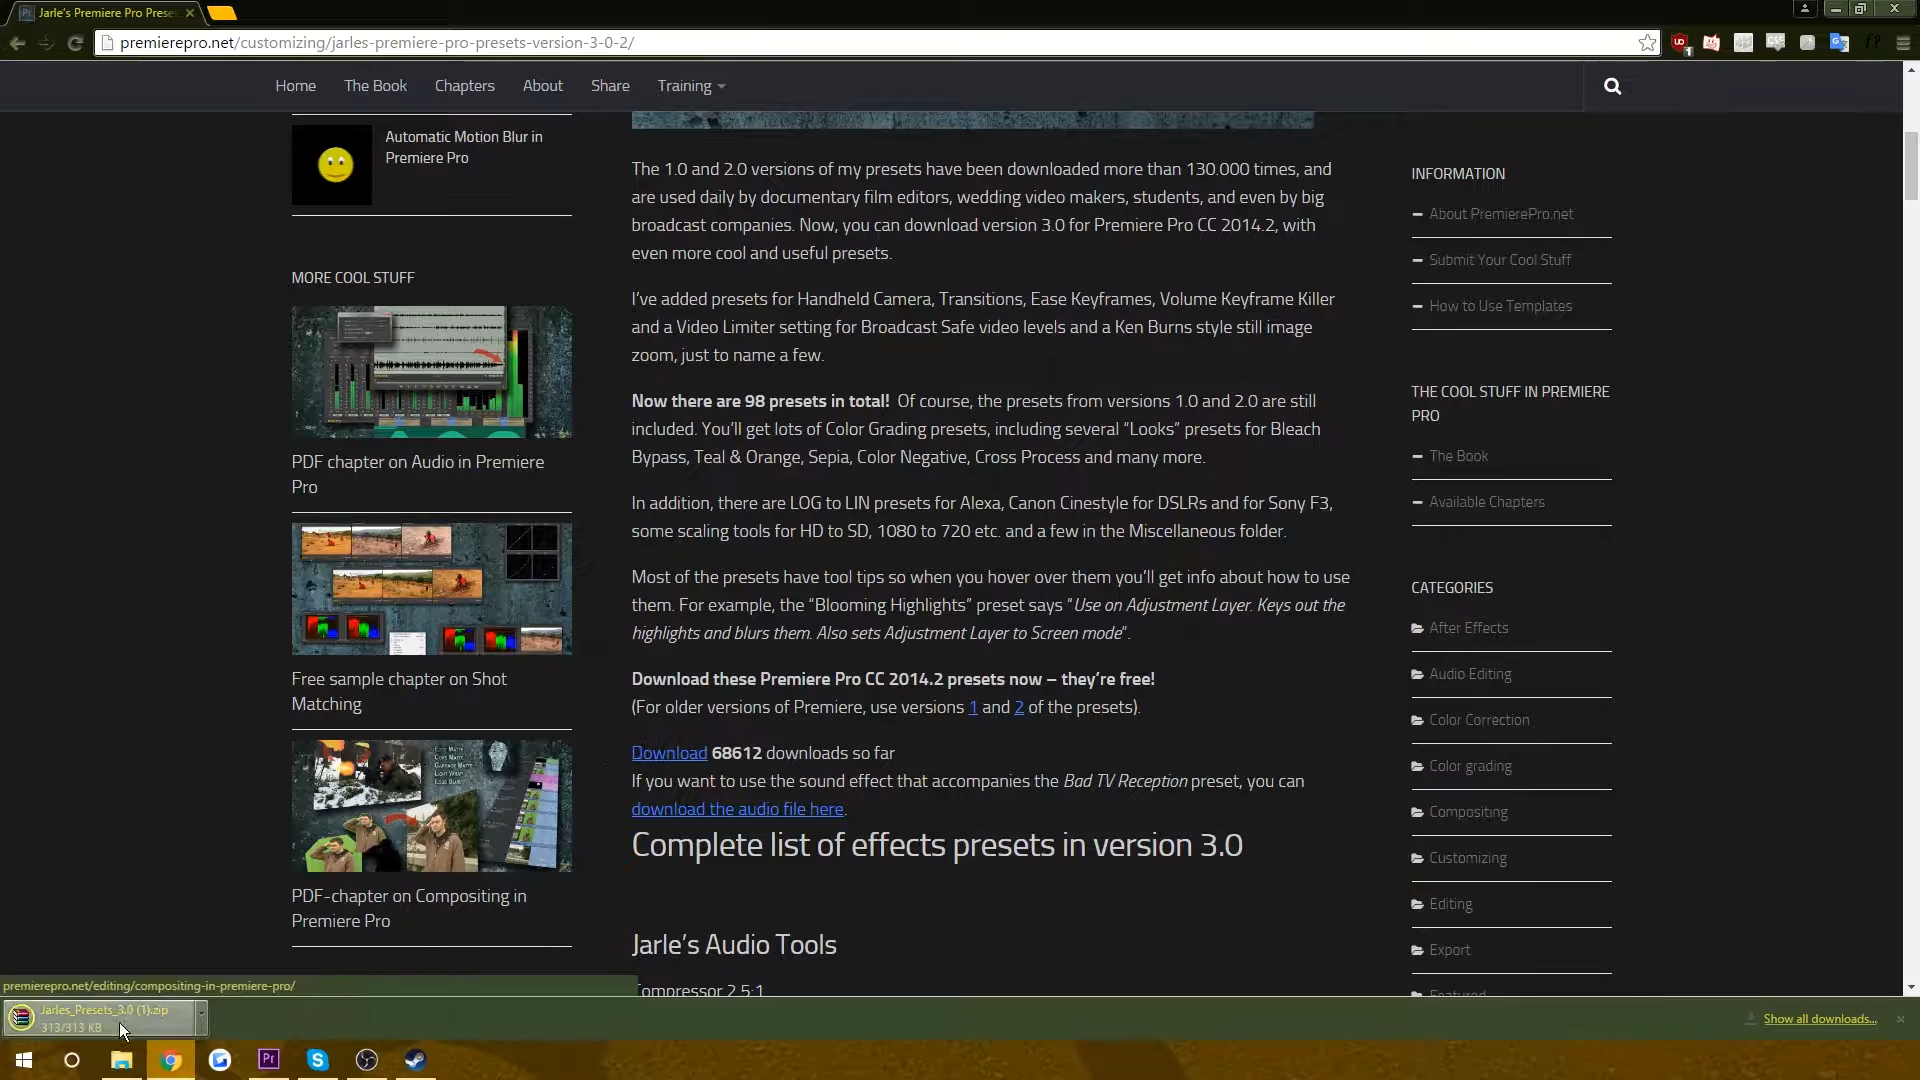 Jarle's Premiere Pro Prese
premierepro.net/customizing/jarles-premiere-pro-presets-version-3-0-2/
Home
The Book
Chapters
About
Share
Training
Automatic Motion Blur in
Premiere Pro
MORE COOL STUFF
PDF chapter on Audio in Premiere
Pro
Free sample chapter on Shot
Matching
PDF-chapter on Compositing in
Premiere Pro
The 1.0 and 2.0 versions of my presets have been downloaded more than 130.000 times, and
are used daily by documentary film editors, wedding video makers, students, and even by big
broadcast companies. Now, you can download version 3.0 for Premiere Pro CC 2014.2, with
even more cool and useful presets.
I've added presets for Handheld Camera, Transitions, Ease Keyframes, Volume Keyframe Killer
and a Video Limiter setting for Broadcast Safe video levels and a Ken Burns style still image
zoom, just to name a few.
Now there are 98 presets in total! Of course, the presets from versions 1.0 and 2.0 are still
included. You'll get lots of Color Grading presets, including several “Looks” presets for Bleach
Bypass, Teal & Orange, Sepia, Color Negative, Cross Process and many more.
In addition, there are LOG to LIN presets for Alexa, Canon Cinestyle for DSLRs and for Sony F3,
some scaling tools for HD to SD, 1080 to 720 etc. and a few in the Miscellaneous folder.
Most of the presets have tool tips so when you hover over them you'll get info about how to use
them. For example, the “Blooming Highlights” preset says “Use on Adjustment Layer. Keys out the
highlights and blurs them. Also sets Adjustment Layer to Screen mode”.
Download these Premiere Pro CC 2014.2 presets now – they're free!
(For older versions of Premiere, use versions 1 and 2 of the presets).
Download 68612 downloads so far
If you want to use the sound effect that accompanies the Bad TV Reception preset, you can
download the audio file here.
Complete list of effects presets in version 3.0
Jarle's Audio Tools
Compressor 2.5:1
INFORMATION
About PremierePro.net
Submit Your Cool Stuff
How to Use Templates
THE COOL STUFF IN PREMIERE
PRO
The Book
Available Chapters
CATEGORIES
After Effects
Audio Editing
Color Correction
Color grading
Compositing
Customizing
Editing
Export
Featured
premierepro.net/editing/compositing-in-premiere-pro/
Jarles_Presets_3.0 (1).zip
313/313 KB
Show all downloads...
Pr